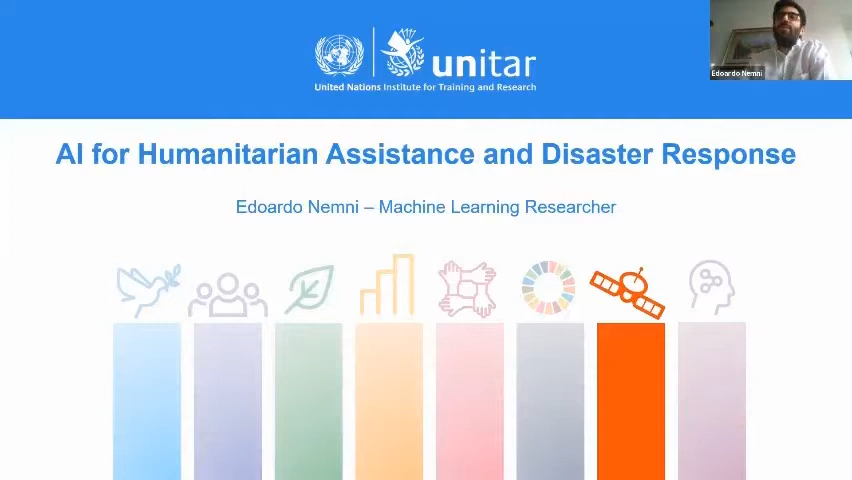 unitar
United Nations Institute for Training and Research
Edoardo Nemni
AI for Humanitarian Assistance and Disaster Response
Edoardo Nemni – Machine Learning Researcher